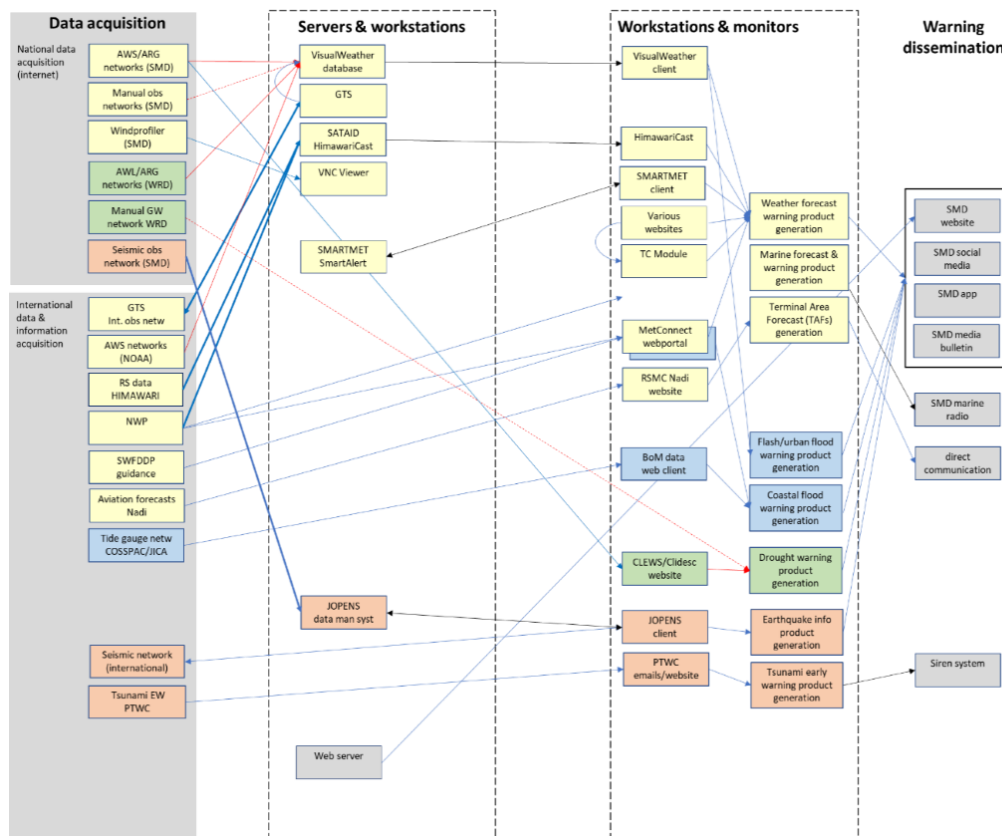 Data acquisition
National data
acquisition
(internet)
AWS/ARG
networks (SMD)
Manual obs
networks (SMD)
Windprofiler
(SMD)
AWL/ARG
networks (WRD)
Manual GW
network WRD
Seismic obs
network (SMD)
International
data &
information
acquisition
GTS
Int. obs netw
AWS networks
(NOAA)
RS data
HIMAWARI
NWP
SWFDDP
guidance
Aviation forecasts
Nadi
Tide gauge netw
COSSPAC/JICA
Seismic network
(international)
Tsunami EW
PTWC
Servers & workstations
VisualWeather
database
GTS
SATAID
HimawariCast
VNC Viewer
SMARTMET
SmartAlert
JOPENS
data man syst
Web server
Workstations & monitors
VisualWeather
client
HimawariCast
SMARTMET
client
Various
websites
TC Module
MetConnect
webportal
RSMC Nadi
website
BoM data
web client
CLEWS/Clidesc
website
JOPENS
client
PTWC
emails/website
Weather forecast
warning product
generation
Marine forecast &
warning product
generation
Terminal Area
Forecast (TAFs)
generation
Flash/urban flood
warning product
generation
Coastal flood
warning product
generation
Drought warning
product
generation
Earthquake info
product
generation
Tsunami early
warning product
generation
Warning
dissemination
SMD
website
SMD social
media
SMD app
SMD media
bulletin
SMD marine
radio
direct
communication
Siren system